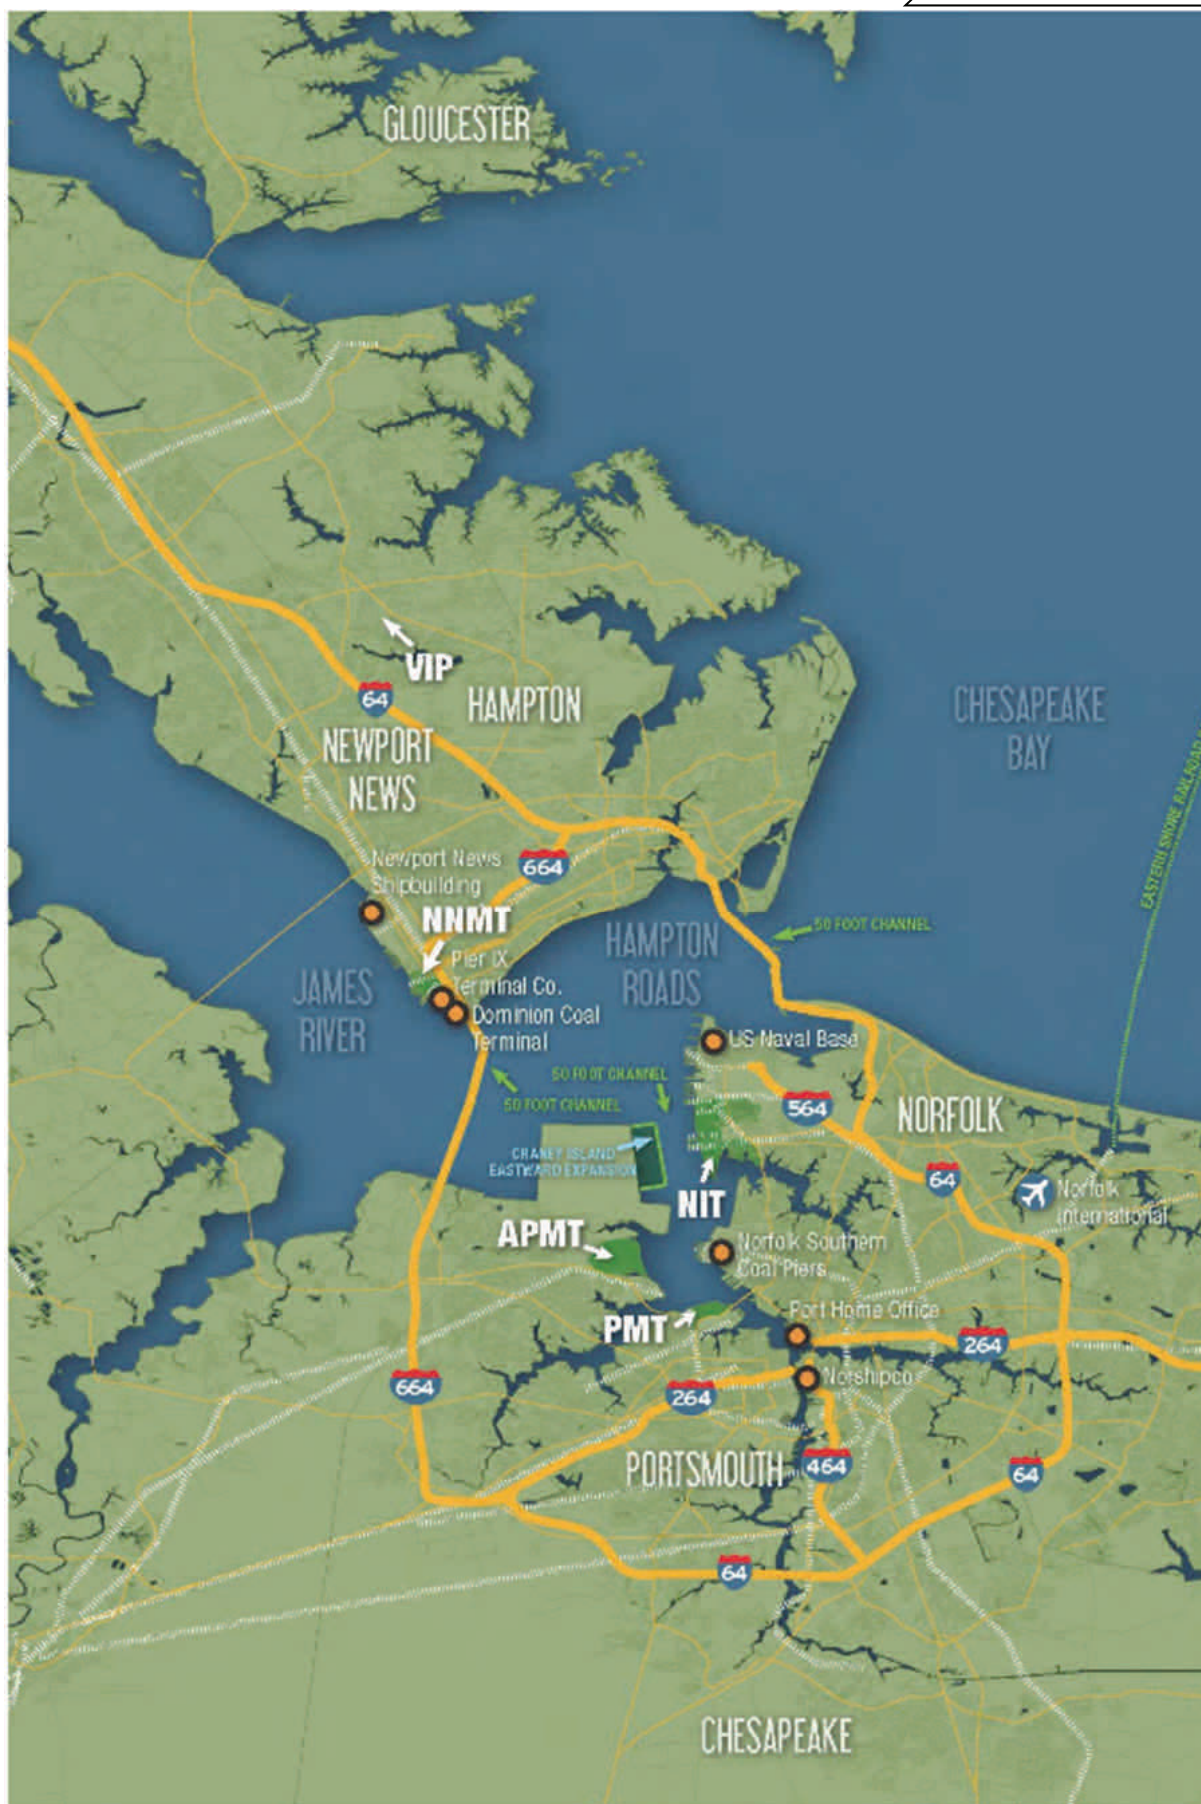 GLOUCESTER
VIP
64
HAMPTON
NEWPORT
NEWS
CHESAPEAKE
BAY
EASTERN SHORE RAILROAD
Newport News
Shipbuilding
664
NNMT
50 FOOT CHANNEL
HAMPTON
ROADS
Pier IX
Terminal Co.
JAMES
RIVER
Dominion Coal
Terminal
US Naval Base
50 FOOT CHANNEL
50 FOOT CHANNEL
564
NORFOLK
CRANEY ISLAND
EASTWARD EXPANSION
64
Norfolk
International
NIT
APMT
Norfolk Southern
Coal Piers
Port Home Office
PMT
264
664
264
Norshipco
PORTSMOUTH
464
64
64
CHESAPEAKE